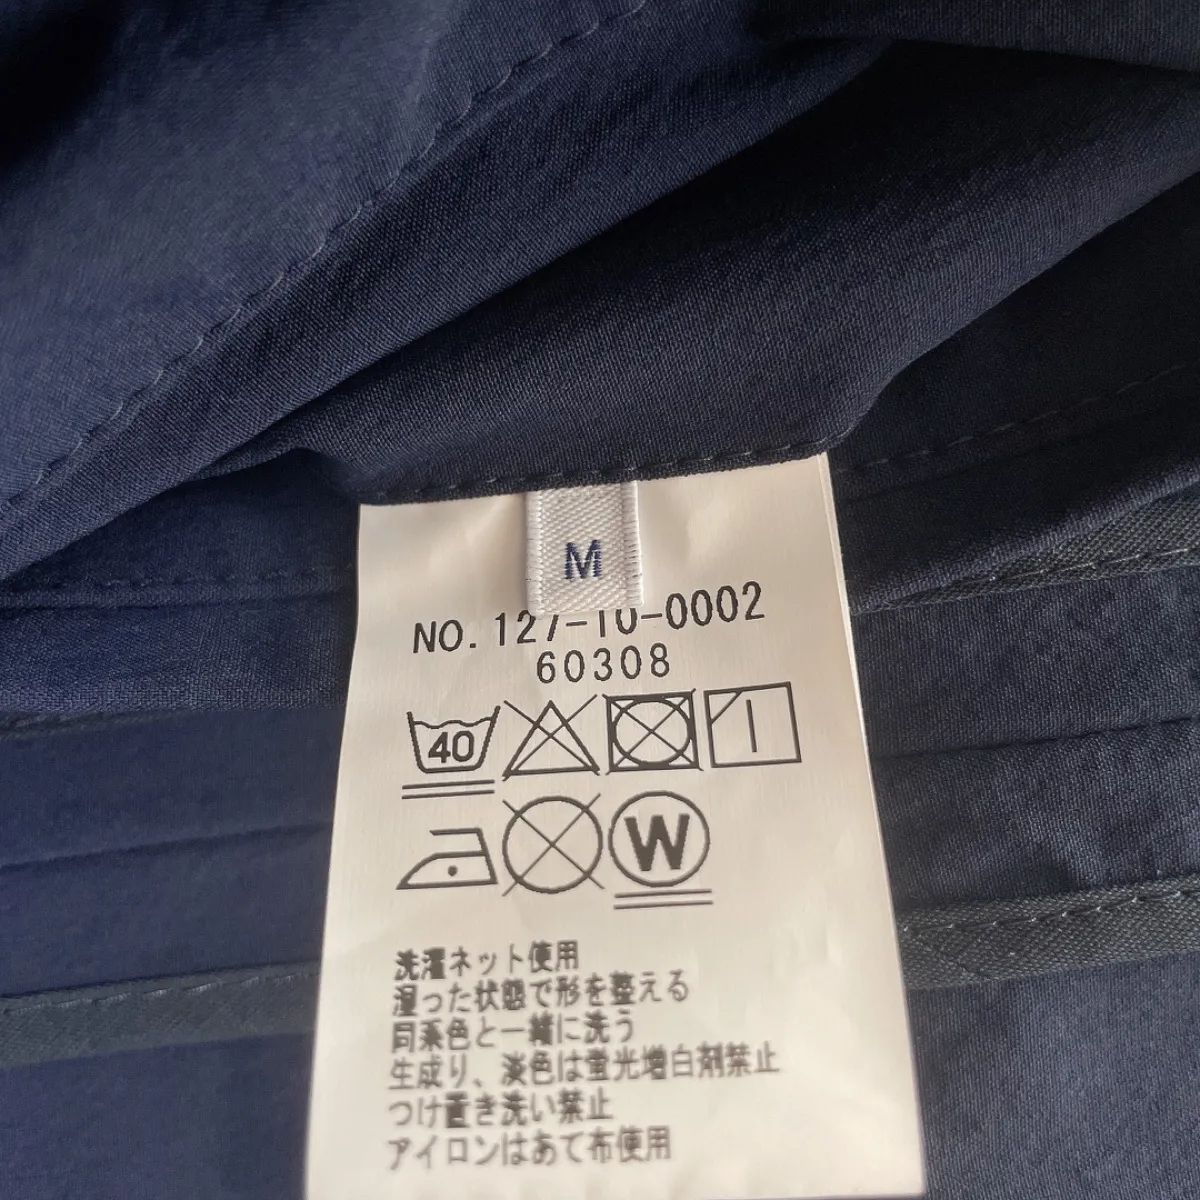 M
NO. 127-10-0002
60308
40
W
洗濯ネット使用
湿った状態で形を整える
同系色と一緒に洗う
生成り、淡色は蛍光増白剤禁止
つけ置き洗い禁止
アイロンはあて布使用